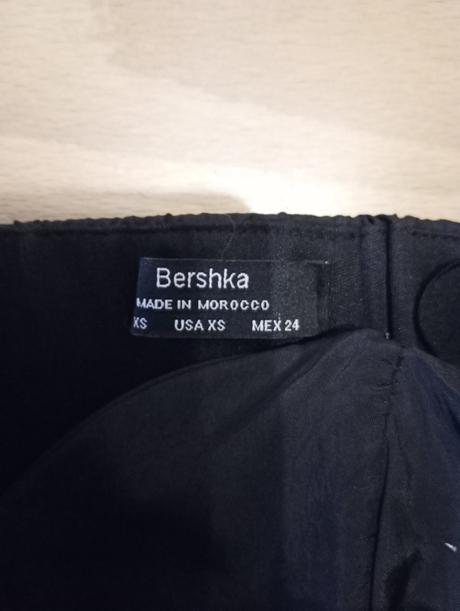 Bershka
MADE IN MOROCCO
XS USA XS MEX 24